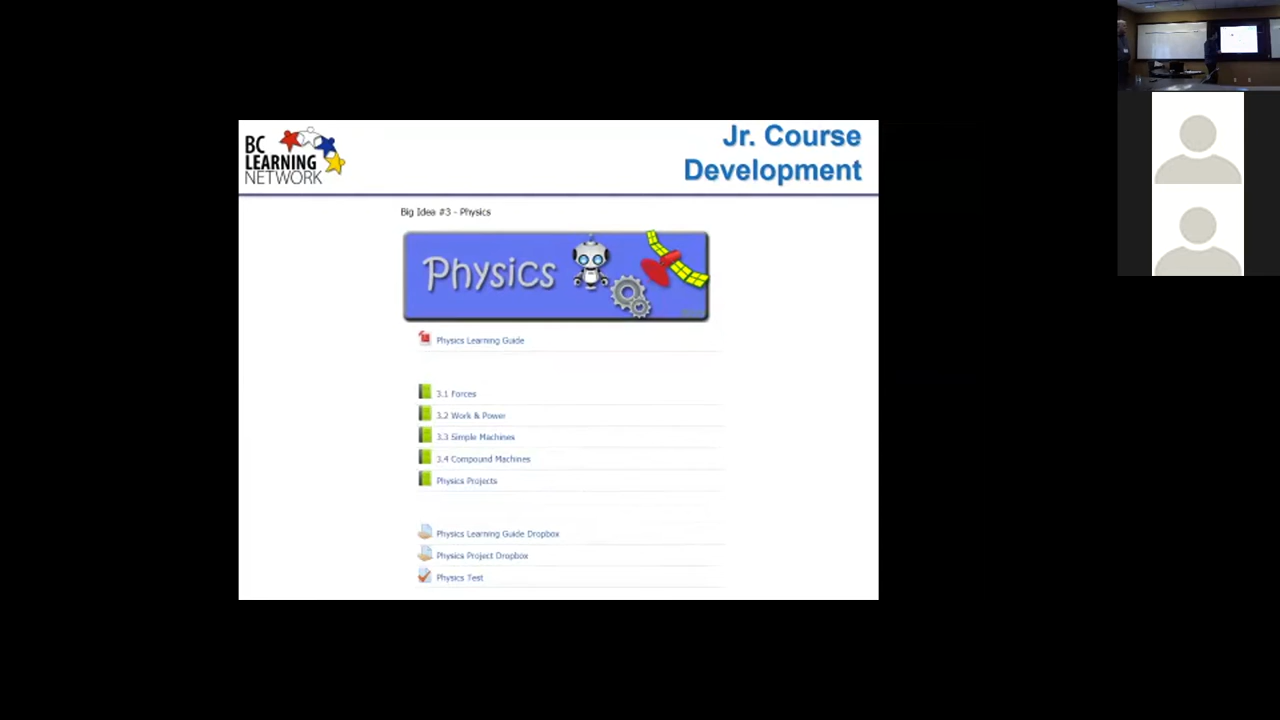 BC
LEARNING
NETWORK
Jr. Course
Development
Big Idea #3 - Physics
Physics
Physics Learning Guide
3.1 Forces
3.2 Work & Power
3.3 Simple Machines
3.4 Compound Machines
Physics Projects
Physics Learning Guide Dropbox
Physics Project Dropbox
Physics Test